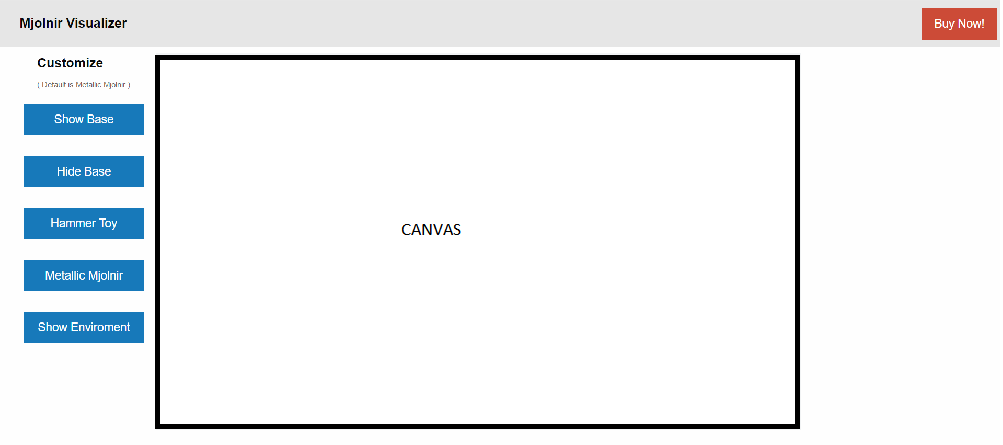 Mjolnir Visualizer
Buy Now!
Customize
( Default is Metallic Mjolnir )
Show Base
Hide Base
Hammer Toy
Metallic Mjolnir
Show Enviroment
CANVAS